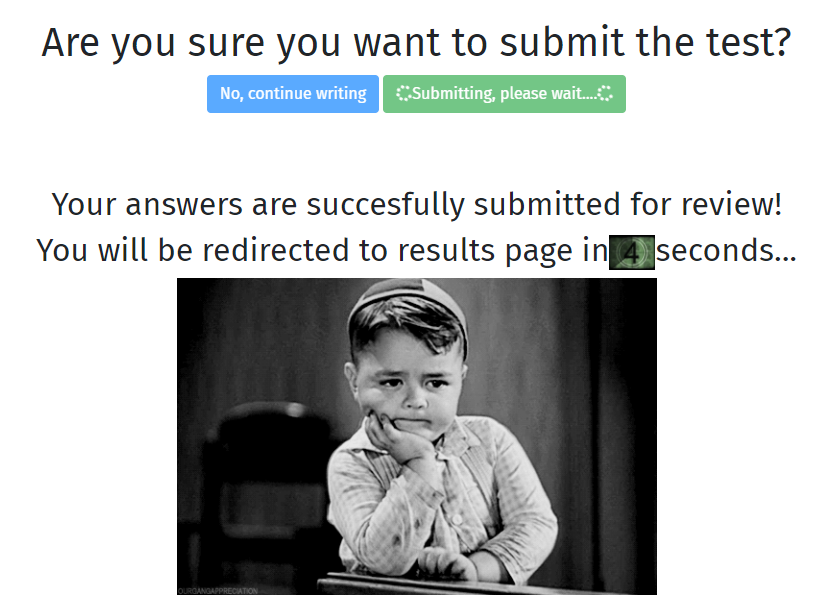 Are you sure you want to submit the test?
No, continue writing
Submitting, please wait....
Your answers are succesfully submitted for review!
You will be redirected to results page in 4 seconds...
OURGANGAPPRECIATION